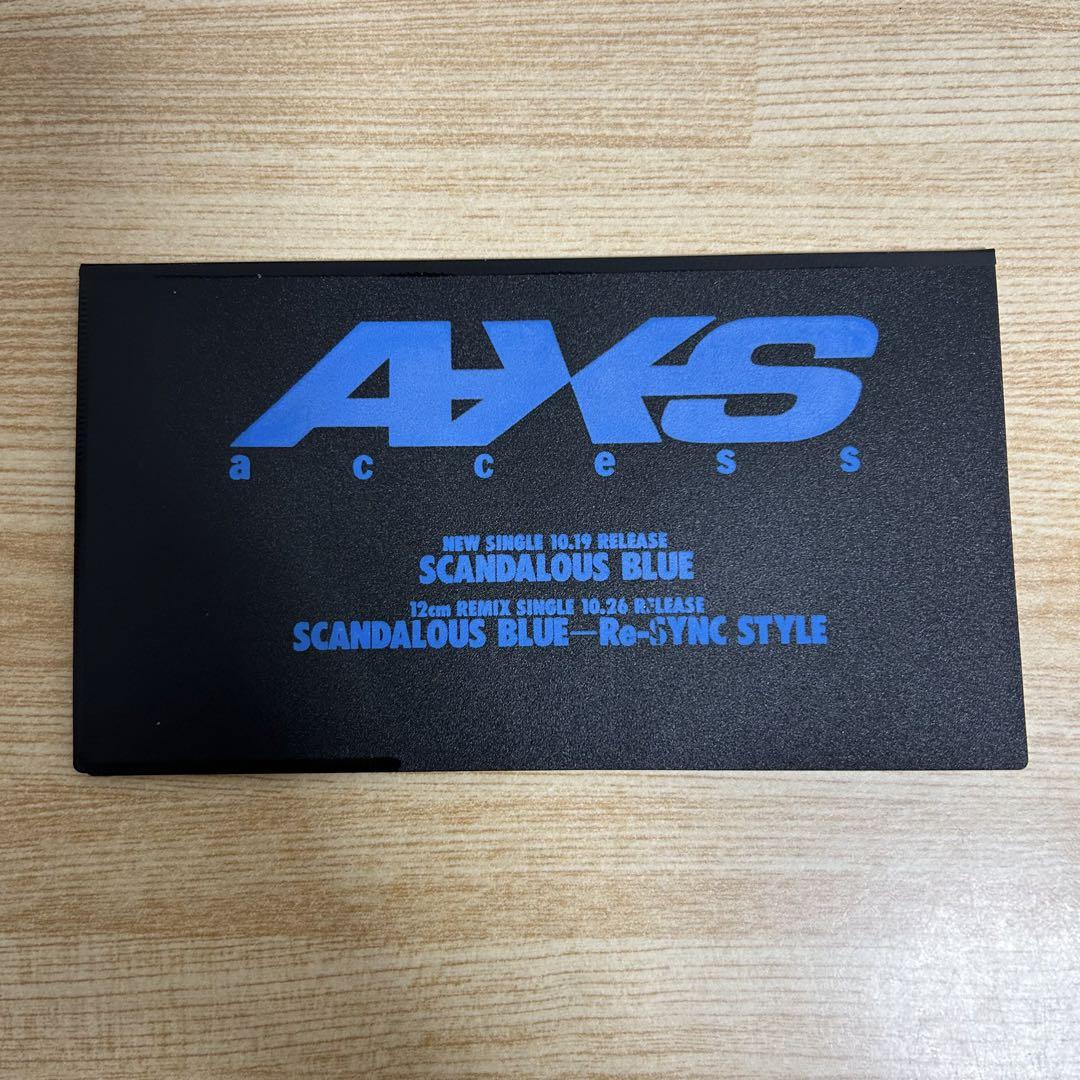 AXS
access
NEW SINGLE 10.19 RELEASE
SCANDALOUS BLUE
12cm REMIX SINGLE 10.26 RELEASE
SCANDALOUS BLUE—Re-SYNC STYLE